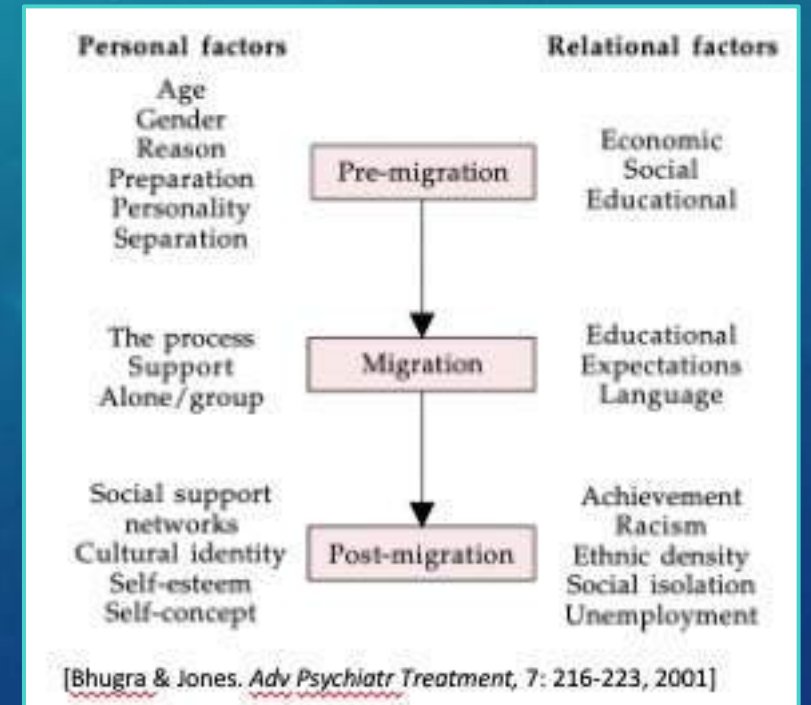 Personal factors
Age
Gender
Reason
Preparation
Personality
Separation
Pre-migration
Relational factors
Economic
Social
Educational
The process
Support
Alone/group
Migration
Educational
Expectations
Language
Social support
networks
Cultural identity
Self-esteem
Self-concept
Post-migration
Achievement
Racism
Ethnic density
Social isolation
Unemployment
[Bhugra & Jones. Adv Psychiatr Treatment, 7: 216-223, 2001]